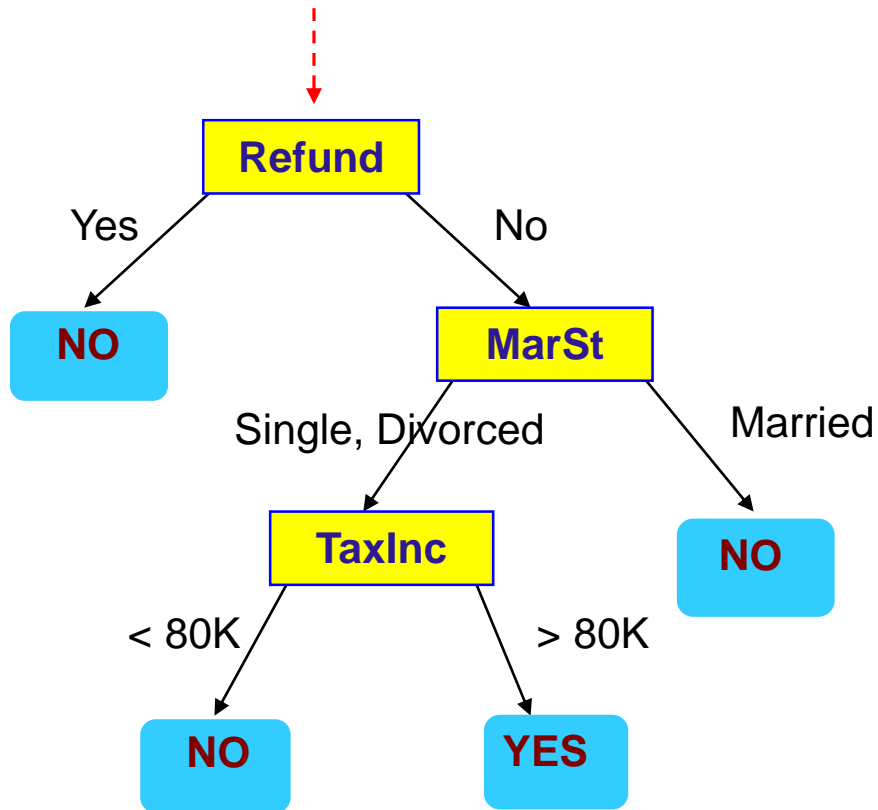 Refund
Yes
No
NO
MarSt
Single, Divorced
Married
TaxInc
NO
< 80K
> 80K
NO
YES